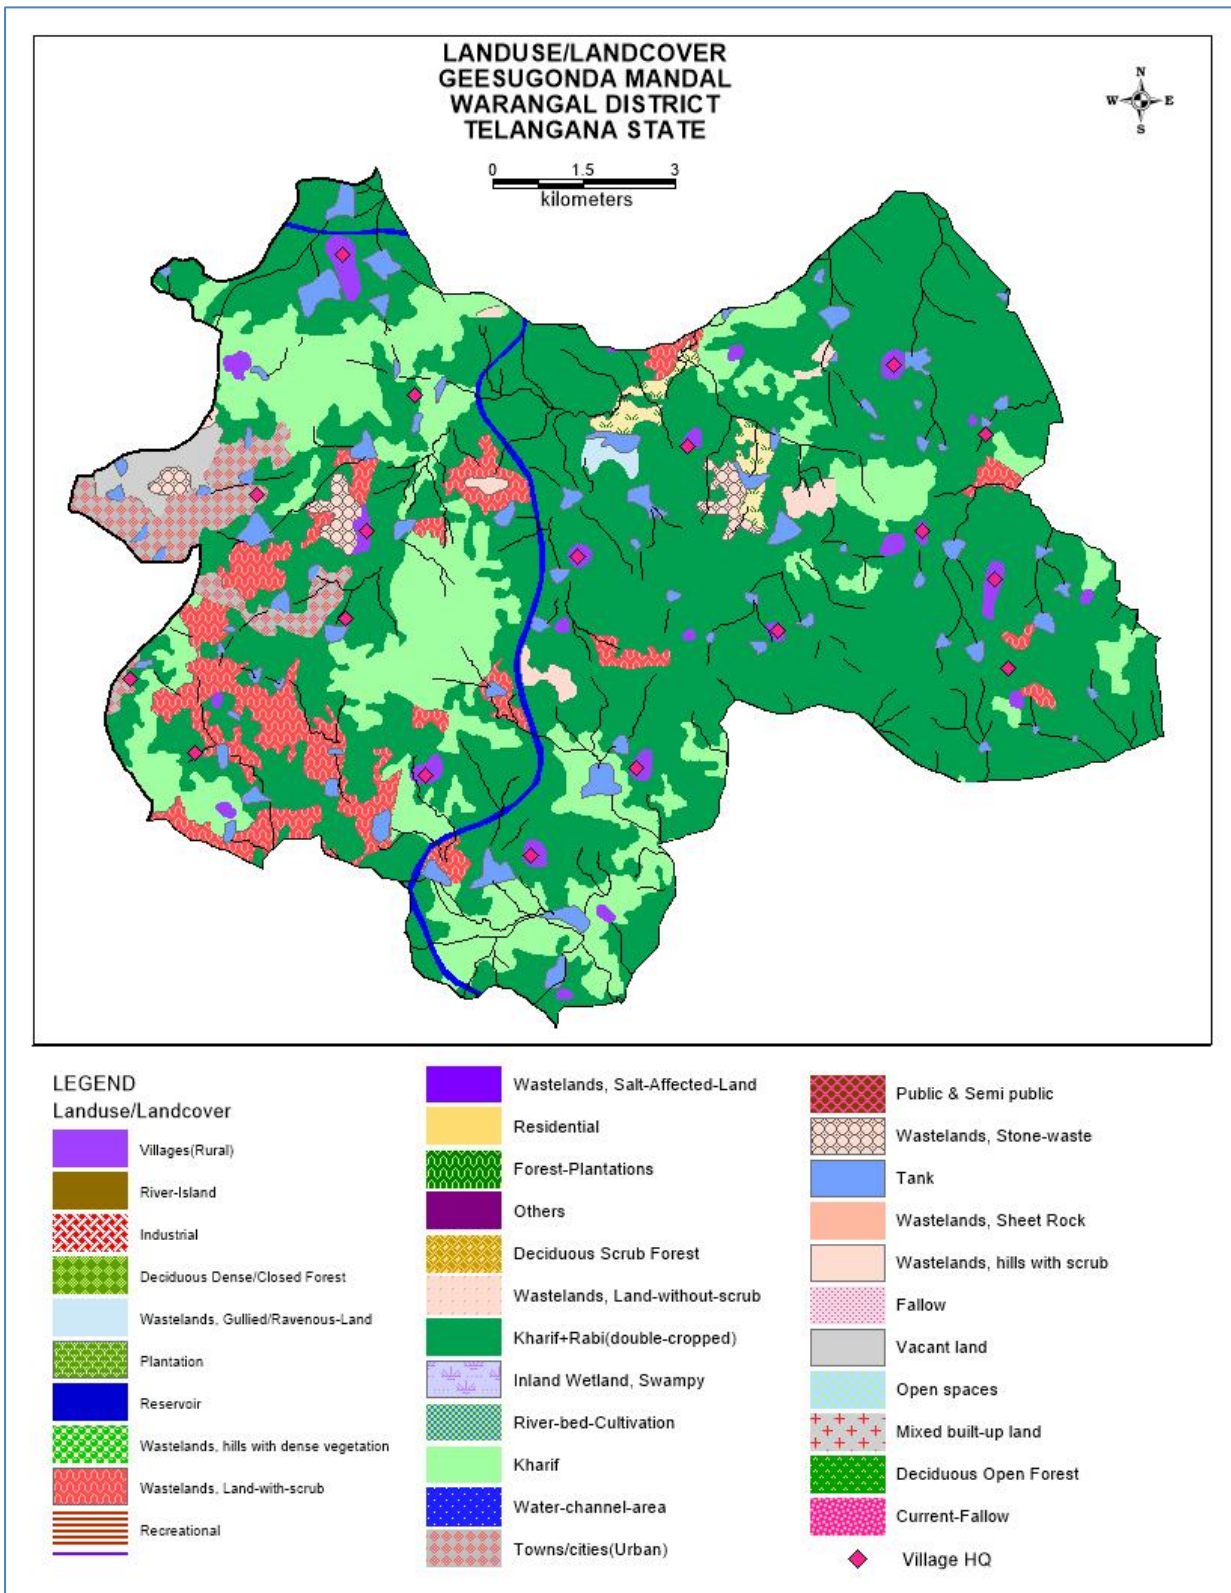 LANDUSE/LANDCOVER
GEESUGONDA MANDAL
WARANGAL DISTRICT
TELANGANA STATE
N
W E
S
0 1.5 3
kilometers
LEGEND
Landuse/Landcover
Villages(Rural)
River-Island
Industrial
Deciduous Dense/Closed Forest
Wastelands, Gullied/Ravenous-Land
Plantation
Reservoir
Wastelands, hills with dense vegetation
Wastelands, Land-with-scrub
Recreational
Wastelands, Salt-Affected-Land
Residential
Forest-Plantations
Others
Deciduous Scrub Forest
Wastelands, Land-without-scrub
Kharif+Rabi(double-cropped)
Inland Wetland, Swampy
River-bed-Cultivation
Kharif
Water-channel-area
Towns/cities(Urban)
Public & Semi public
Wastelands, Stone-waste
Tank
Wastelands, Sheet Rock
Wastelands, hills with scrub
Fallow
Vacant land
Open spaces
Mixed built-up land
Deciduous Open Forest
Current-Fallow
Village HQ